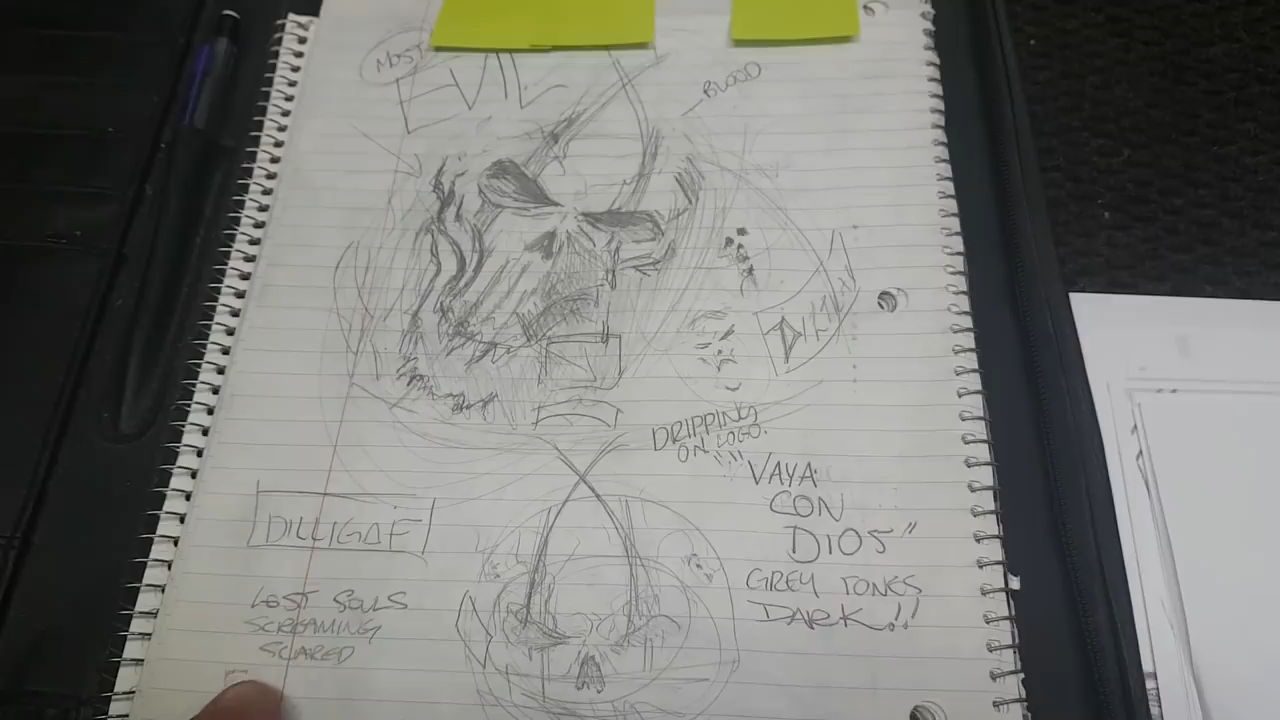 MOST
EVIL
BLOOD
DRIPPING
ON LOGO.
VAYA
CON
DIOS"
GREY TONES
DARK!!
DILLIGAF
LOST SOULS
SCREAMING
SCARED